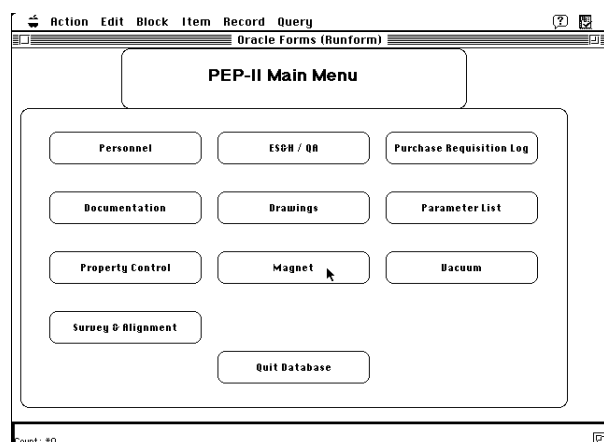 Action Edit Block Item Record Query
Oracle Forms (Runform)
PEP-II Main Menu
Personnel
ES&H / QA
Purchase Requisition Log
Documentation
Drawings
Parameter List
Property Control
Magnet
Vacuum
Survey & Alignment
Quit Database
Count: *0